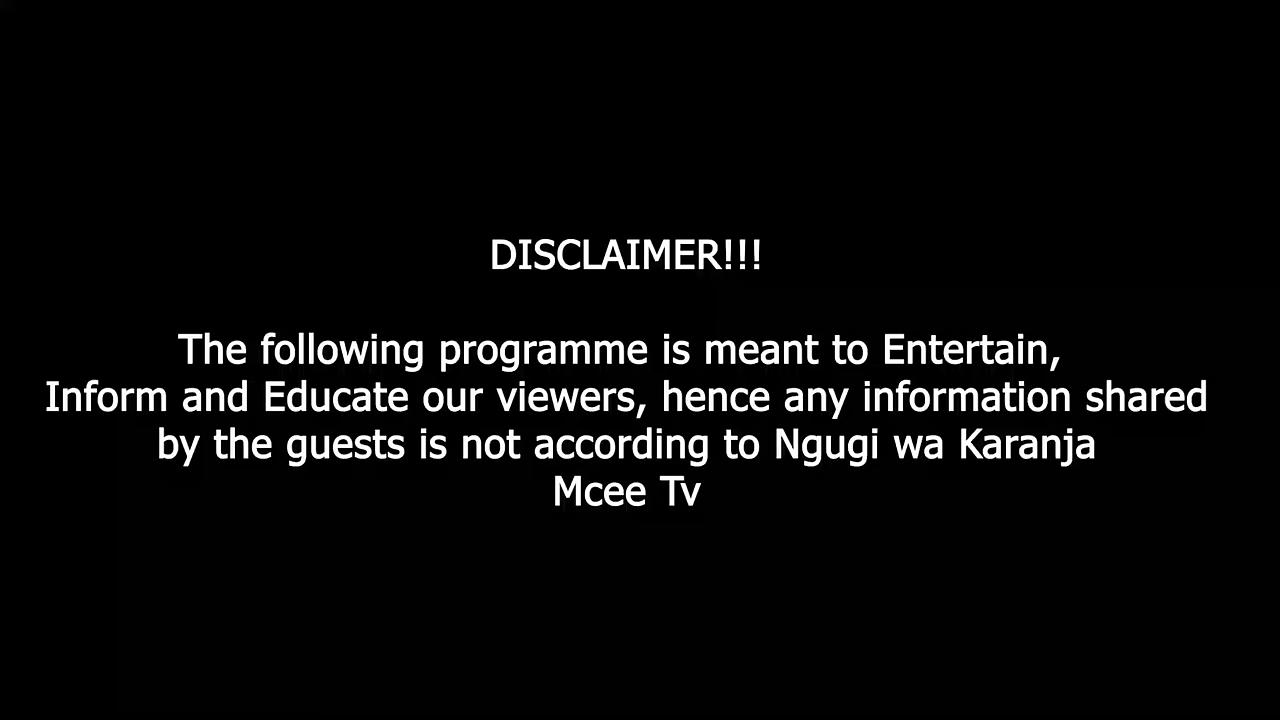 DISCLAIMER!!!
The following programme is meant to Entertain,
Inform and Educate our viewers, hence any information shared
by the guests is not according to Ngugi wa Karanja
Mcee Tv